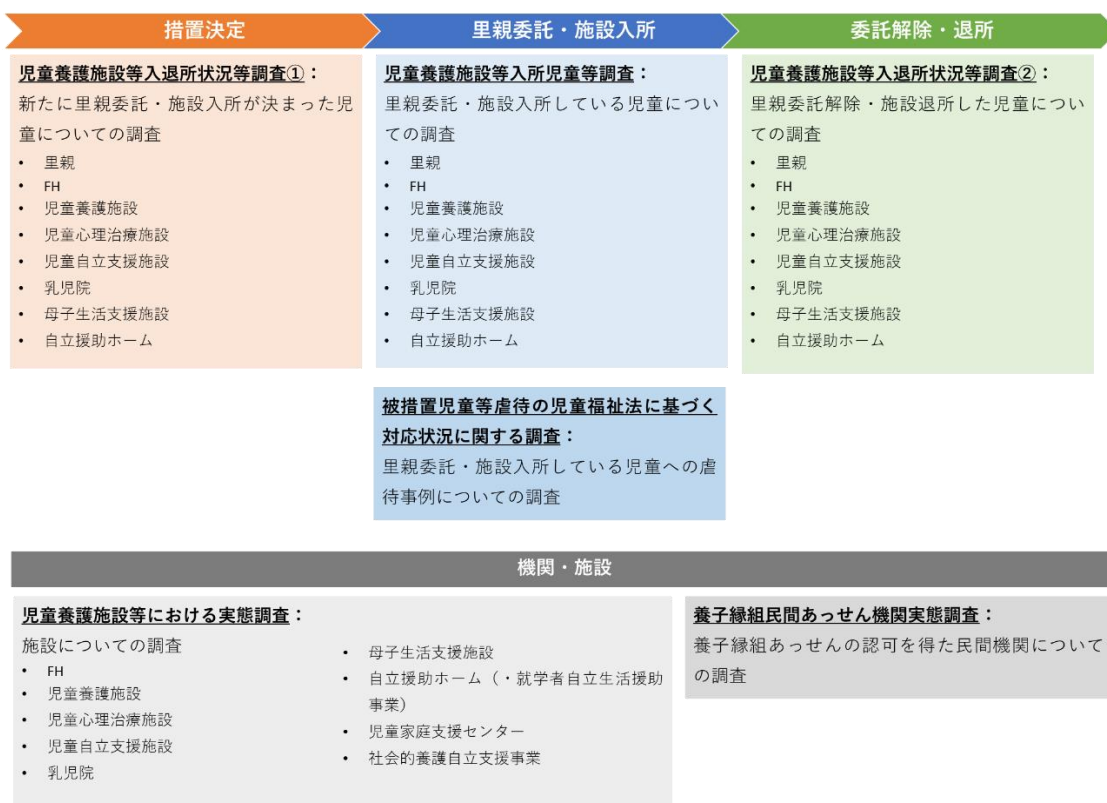 措置決定
里親委託・施設入所
委託解除・退所
児童養護施設等入退所状況等調査①：
新たに里親委託・施設入所が決まった児
童についての調査
• 里親
• FH
• 児童養護施設
• 児童心理治療施設
• 児童自立支援施設
• 乳児院
• 母子生活支援施設
• 自立援助ホーム
児童養護施設等入所児童等調査：
里親委託・施設入所している児童につい
ての調査
• 里親
• FH
• 児童養護施設
• 児童心理治療施設
• 児童自立支援施設
• 乳児院
• 母子生活支援施設
• 自立援助ホーム
児童養護施設等入退所状況等調査②：
里親委託解除・施設退所した児童につい
ての調査
• 里親
• FH
• 児童養護施設
• 児童心理治療施設
• 児童自立支援施設
• 乳児院
• 母子生活支援施設
• 自立援助ホーム
被措置児童等虐待の児童福祉法に基づく
対応状況に関する調査：
里親委託・施設入所している児童への虐
待事例についての調査
機関・施設
児童養護施設等における実態調査：
施設についての調査
• FH
• 児童養護施設
• 児童心理治療施設
• 児童自立支援施設
• 乳児院
• 母子生活支援施設
• 自立援助ホーム（・就学者自立生活援助
事業）
• 児童家庭支援センター
• 社会的養護自立支援事業
養子縁組民間あっせん機関実態調査：
養子縁組あっせんの認可を得た民間機関について
の調査